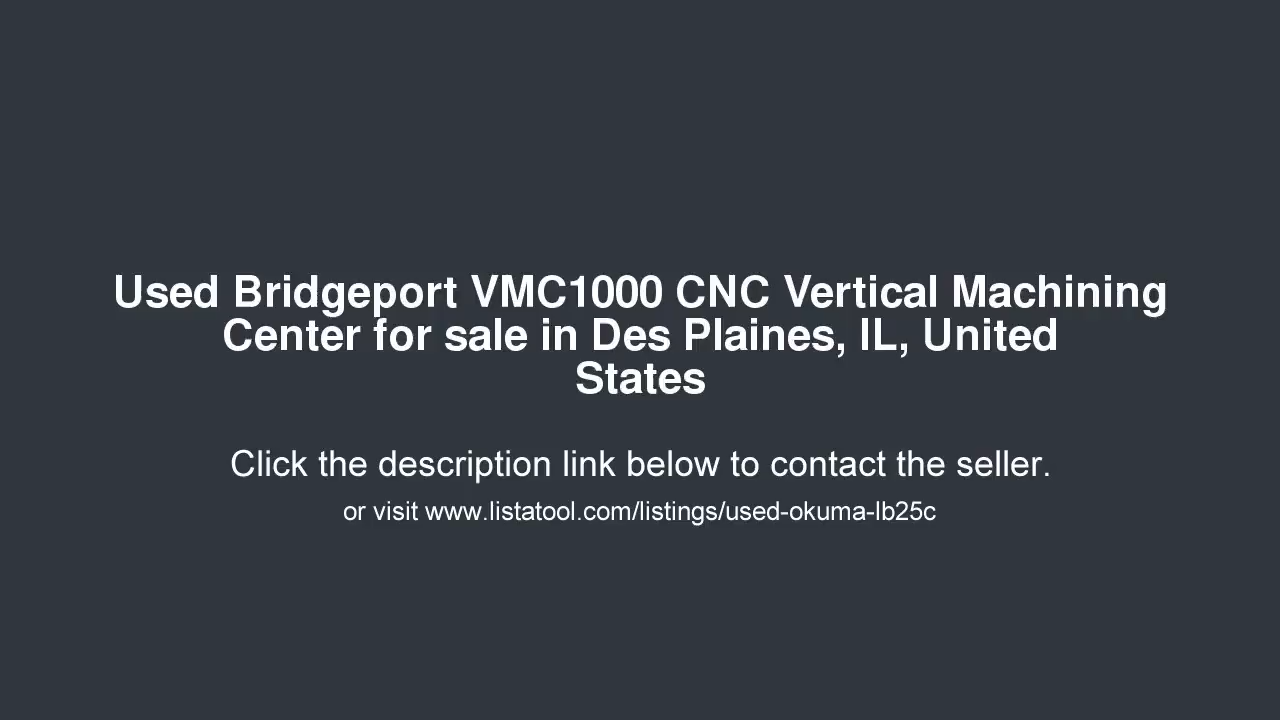 Used Bridgeport VMC1000 CNC Vertical Machining
Center for sale in Des Plaines, IL, United
States
Click the description link below to contact the seller.
or visit www.listatool.com/listings/used-okuma-lb25c